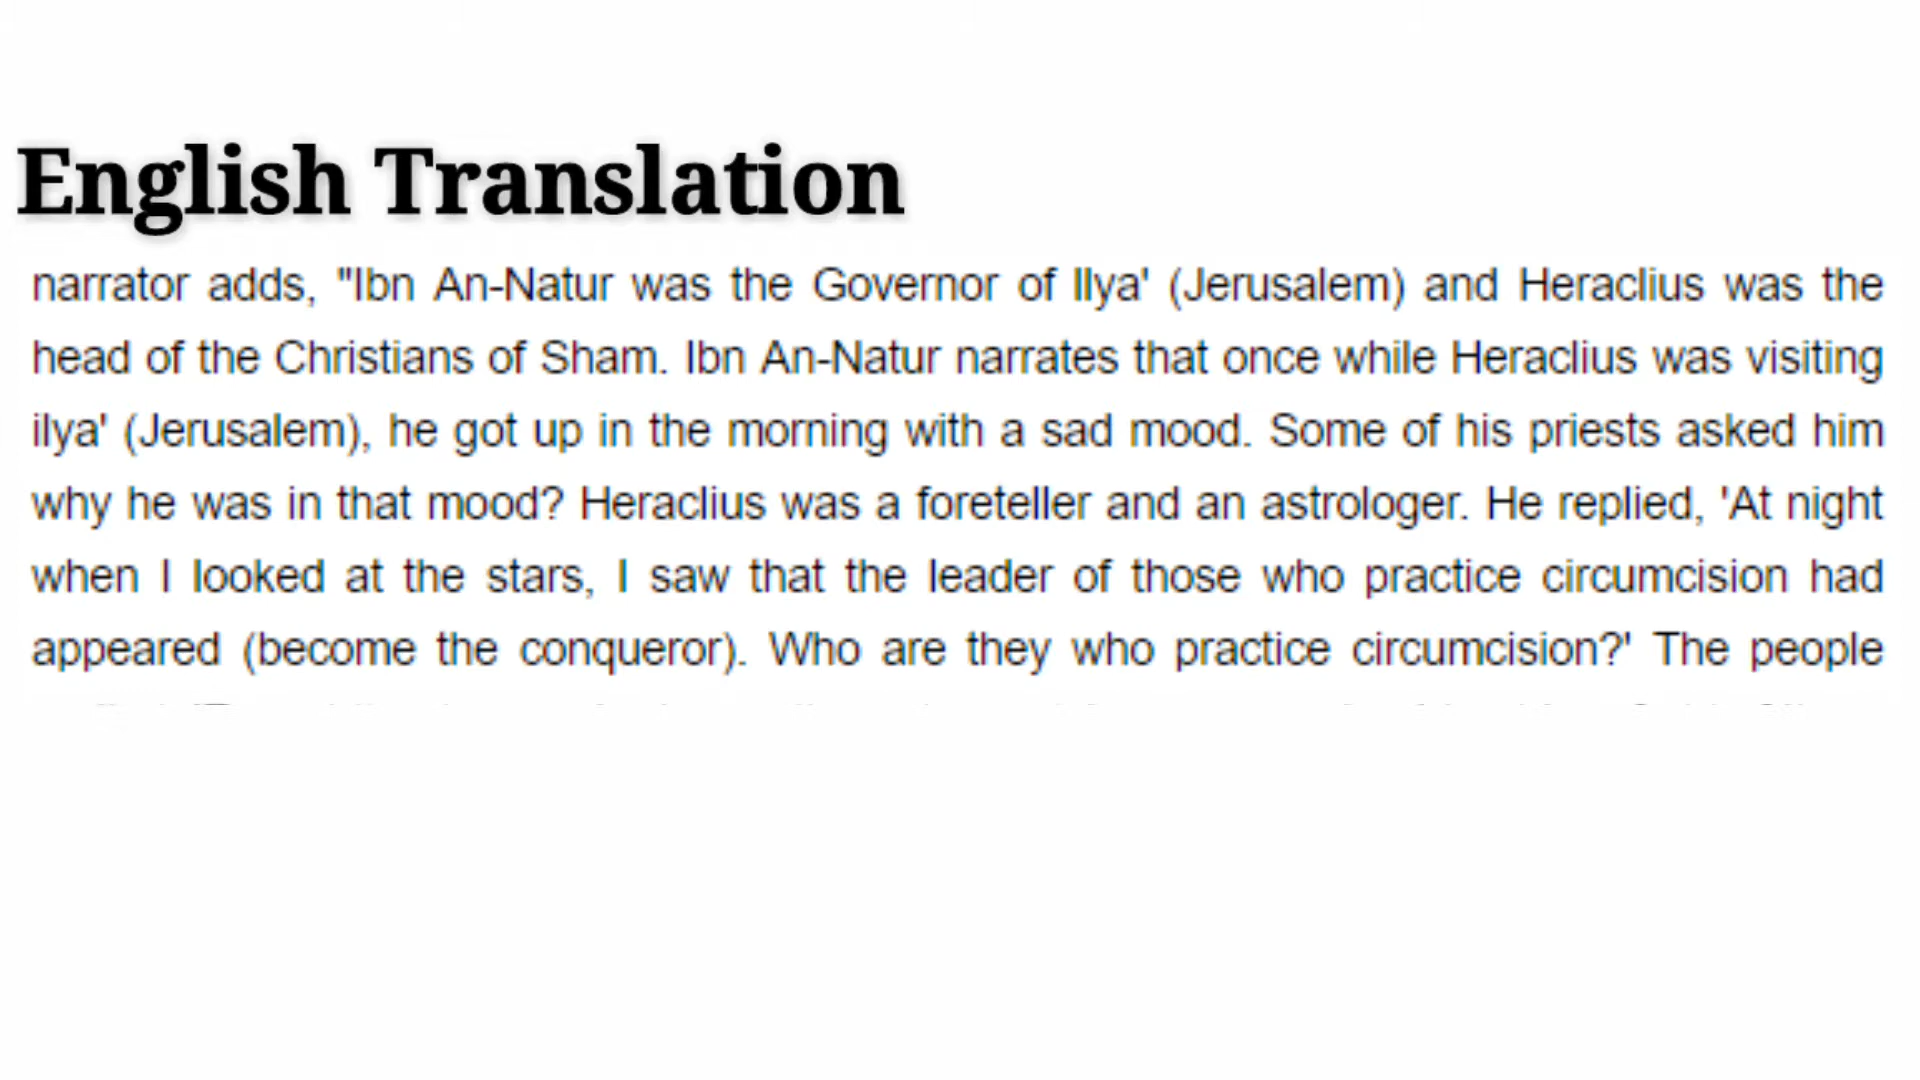 English Translation
narrator adds, "Ibn An-Natur was the Governor of Ilya' (Jerusalem) and Heraclius was the
head of the Christians of Sham. Ibn An-Natur narrates that once while Heraclius was visiting
ilya' (Jerusalem), he got up in the morning with a sad mood. Some of his priests asked him
why he was in that mood? Heraclius was a foreteller and an astrologer. He replied, 'At night
when I looked at the stars, I saw that the leader of those who practice circumcision had
appeared (become the conqueror). Who are they who practice circumcision?' The people